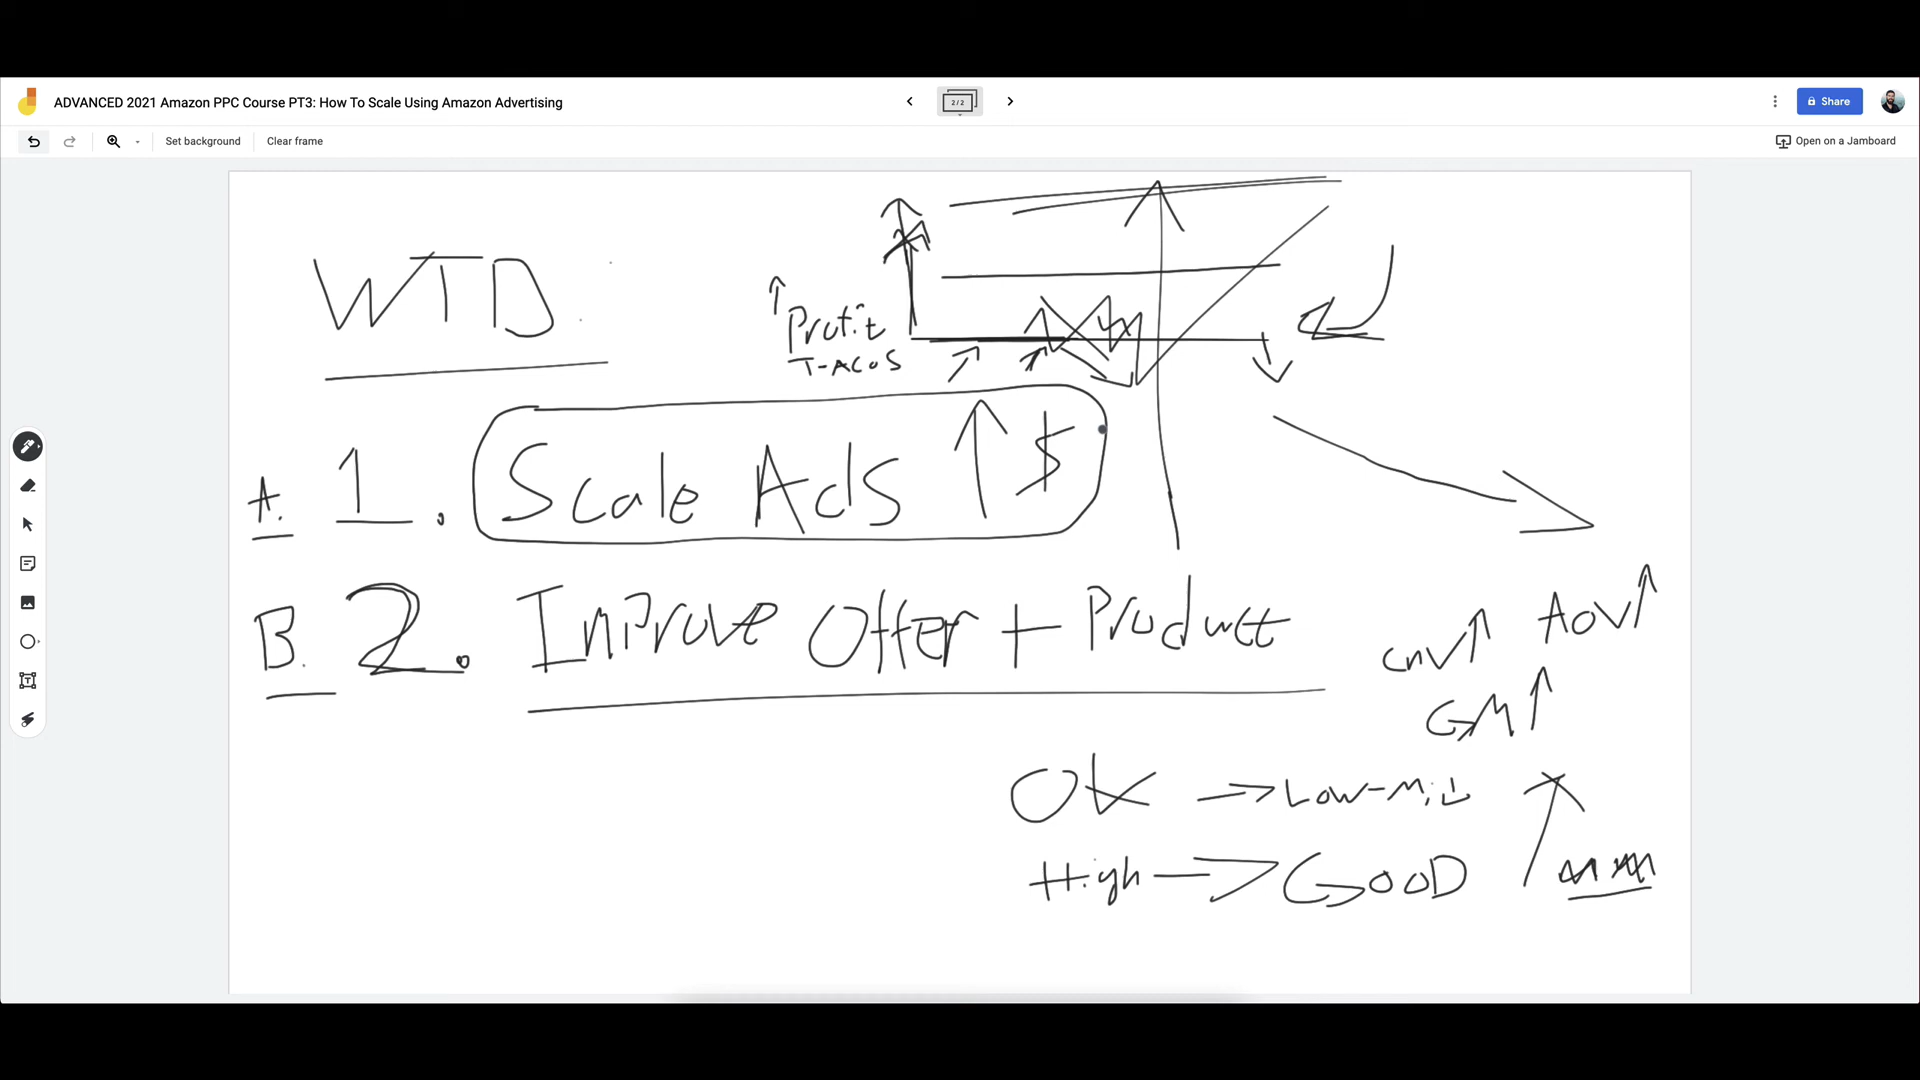 ADVANCED 2021 Amazon PPC Course PT3: How To Scale Using Amazon Advertising
2/2
Share
Set background
Clear frame
Open on a Jamboard
WTD
Profit
T-ACOS
A. 1. Scale Ads ↑ $
B. 2. Improve Offer + Product
CNV↑ AOV↑
GM↑
OK → Low-Mid
High → GOOD